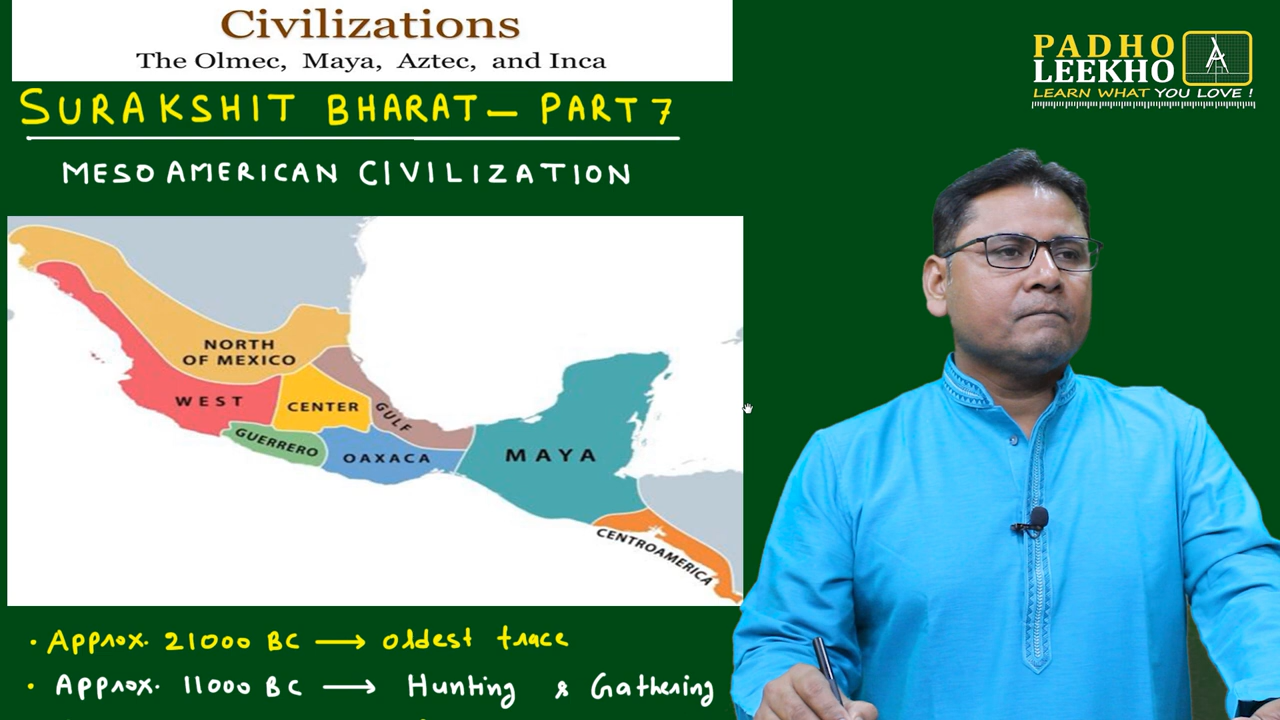 Civilizations
The Olmec, Maya, Aztec, and Inca
SURAKSHIT BHARAT – PART 7
MESOAMERICAN CIVILIZATION
NORTH
OF MEXICO
WEST
CENTER
GULF
GUERRERO
OAXACA
MAYA
CENTROAMERICA
• Approx. 21000 BC → oldest trace
• Approx. 11000 BC → Hunting & Gathering
PADHO
LEEKHO
LEARN WHAT YOU LOVE !